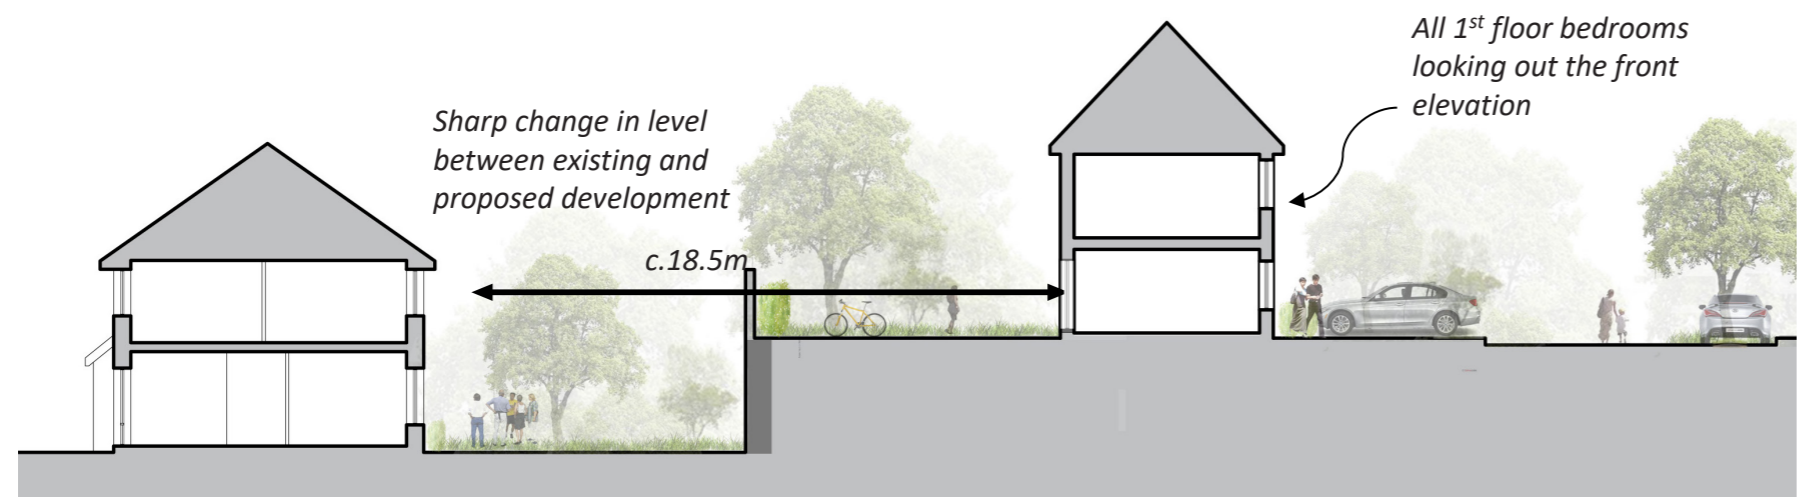 Sharp change in level
between existing and
proposed development
c.18.5m
All 1st floor bedrooms
looking out the front
elevation